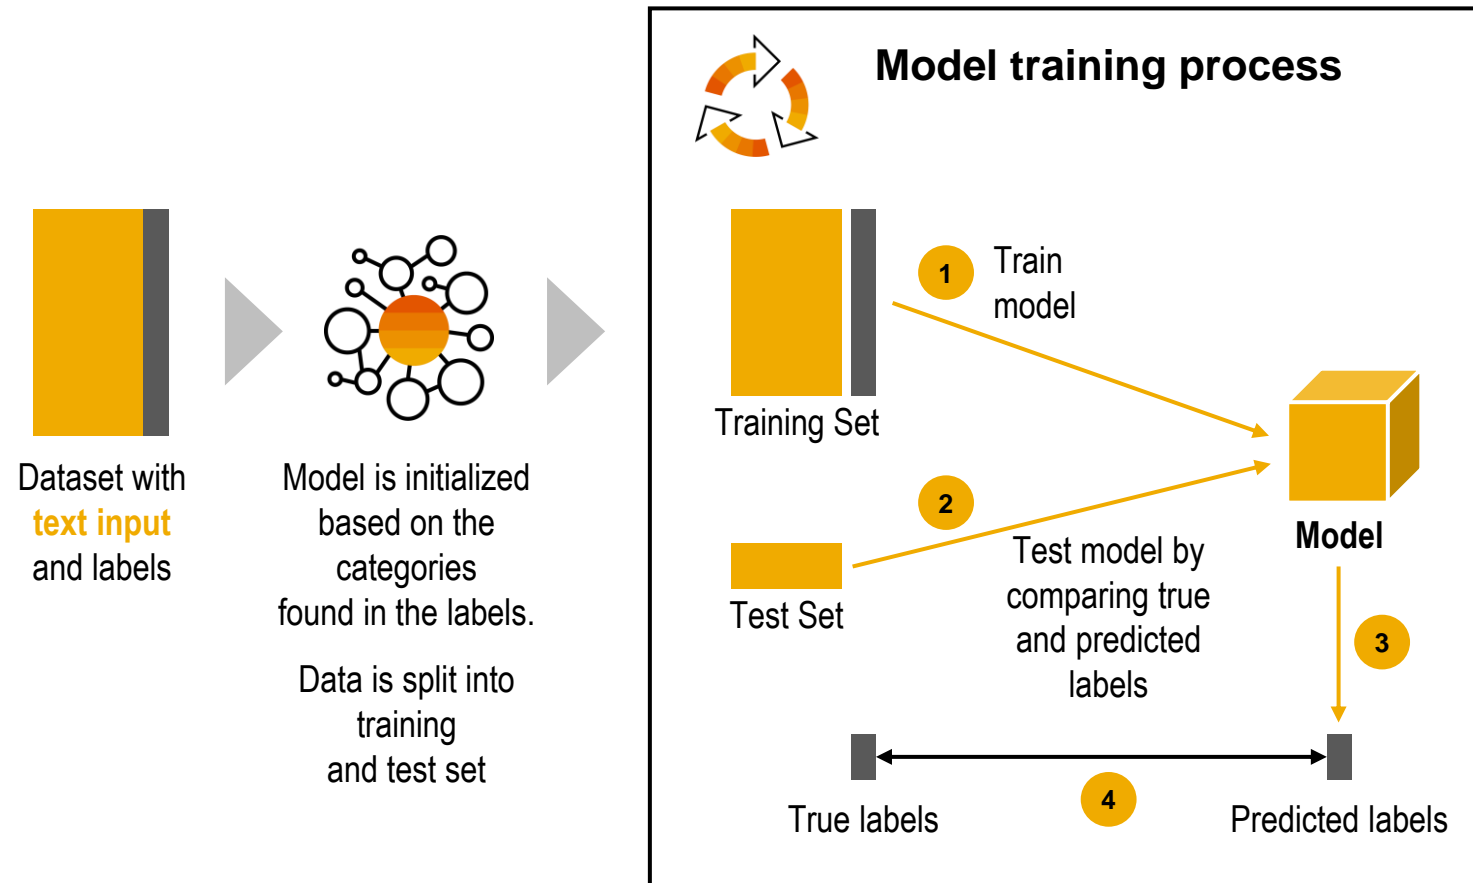 Model training process
Dataset with
text input
and labels
Model is initialized
based on the
categories
found in the labels.
Data is split into
training
and test set
1
Train
model
Training Set
2
Test Set
Test model by
comparing true
and predicted
labels
Model
3
4
True labels
Predicted labels